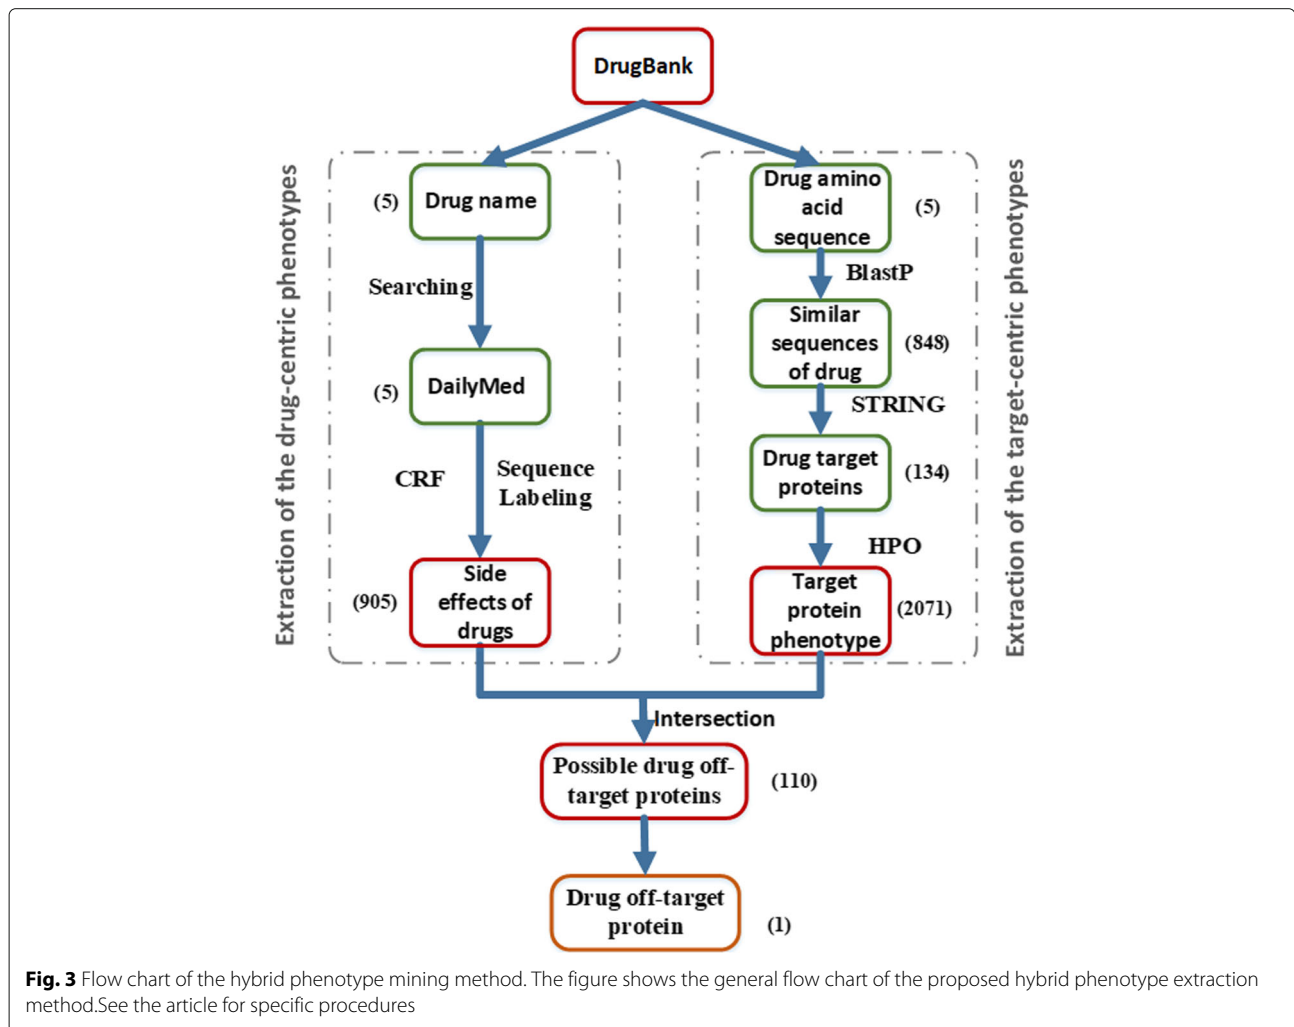 DrugBank
Extraction of the drug-centric phenotypes
(5)
Drug name
Searching
(5)
DailyMed
CRF
Sequence
Labeling
(905)
Side
effects of
drugs
Drug amino
acid
sequence
(5)
BlastP
Similar
sequences
of drug
(848)
STRING
Drug target
proteins
(134)
HPO
Target
protein
phenotype
(2071)
Extraction of the target-centric phenotypes
Intersection
Possible drug off-
target proteins
(110)
Drug off-target
protein
(1)
Fig. 3 Flow chart of the hybrid phenotype mining method. The figure shows the general flow chart of the proposed hybrid phenotype extraction
method.See the article for specific procedures